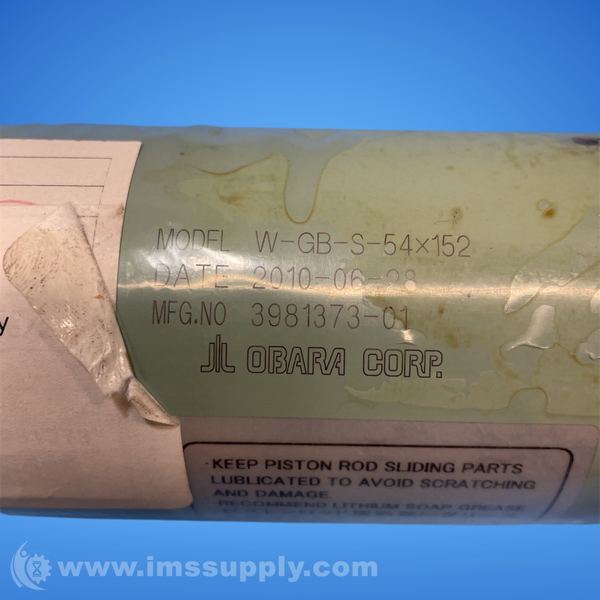 MODEL W-GB-S-54×152
DATE 2010-06-28
MFG.NO 3981373-01
OBARA CORP.
y
·KEEP PISTON ROD SLIDING PARTS
LUBLICATED TO AVOID SCRATCHING
AND DAMAGE.
·RECOMMEND LITHIUM SOAP GREASE
www.imssupply.com